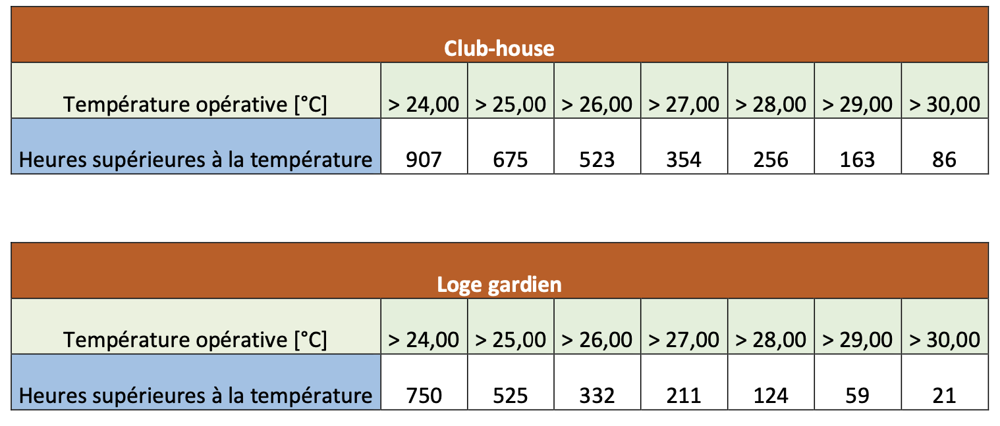 Club-house
Température opérative [°C] > 24,00 > 25,00 > 26,00 > 27,00 > 28,00 > 29,00 > 30,00
Heures supérieures à la température 907 675 523 354 256 163 86
Loge gardien
Température opérative [°C] > 24,00 > 25,00 > 26,00 > 27,00 > 28,00 > 29,00 > 30,00
Heures supérieures à la température 750 525 332 211 124 59 21